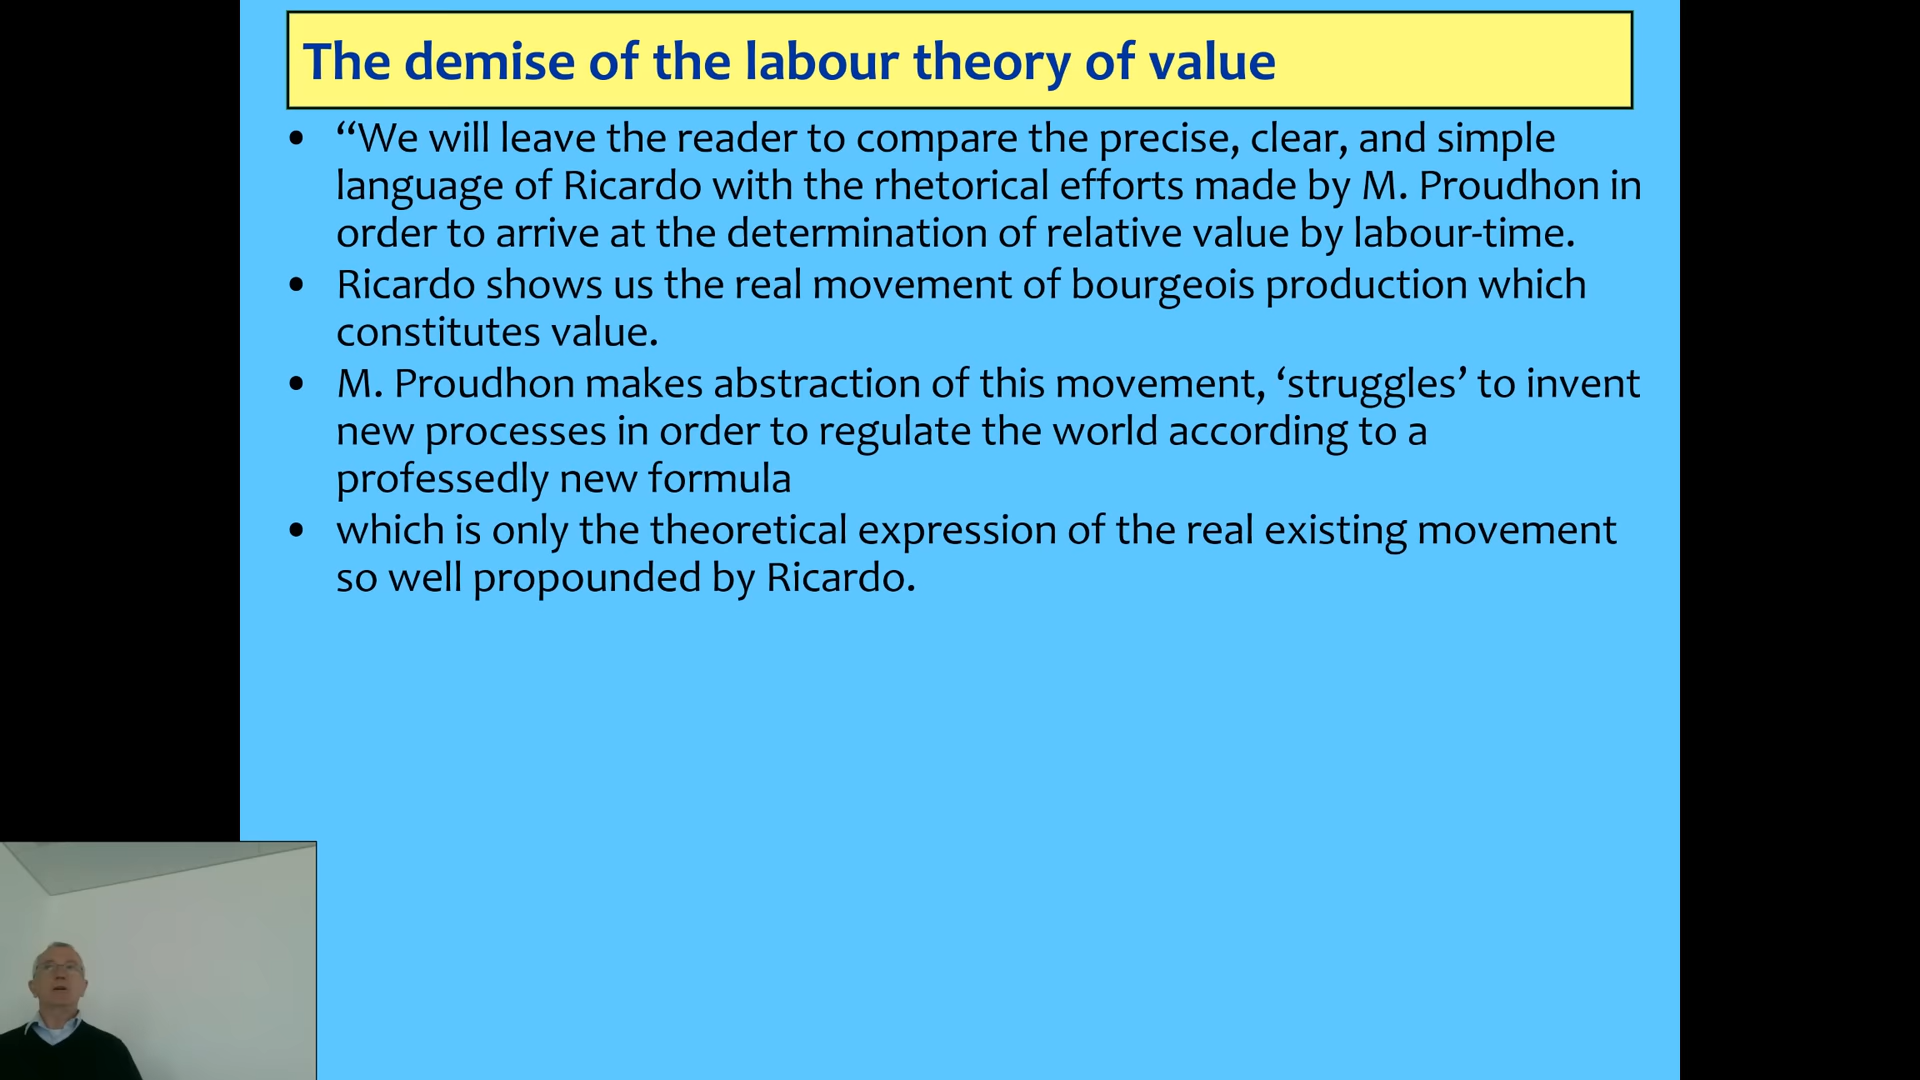 The demise of the labour theory of value
• “We will leave the reader to compare the precise, clear, and simple
language of Ricardo with the rhetorical efforts made by M. Proudhon in
order to arrive at the determination of relative value by labour-time.
• Ricardo shows us the real movement of bourgeois production which
constitutes value.
• M. Proudhon makes abstraction of this movement, ‘struggles’ to invent
new processes in order to regulate the world according to a
professedly new formula
• which is only the theoretical expression of the real existing movement
so well propounded by Ricardo.